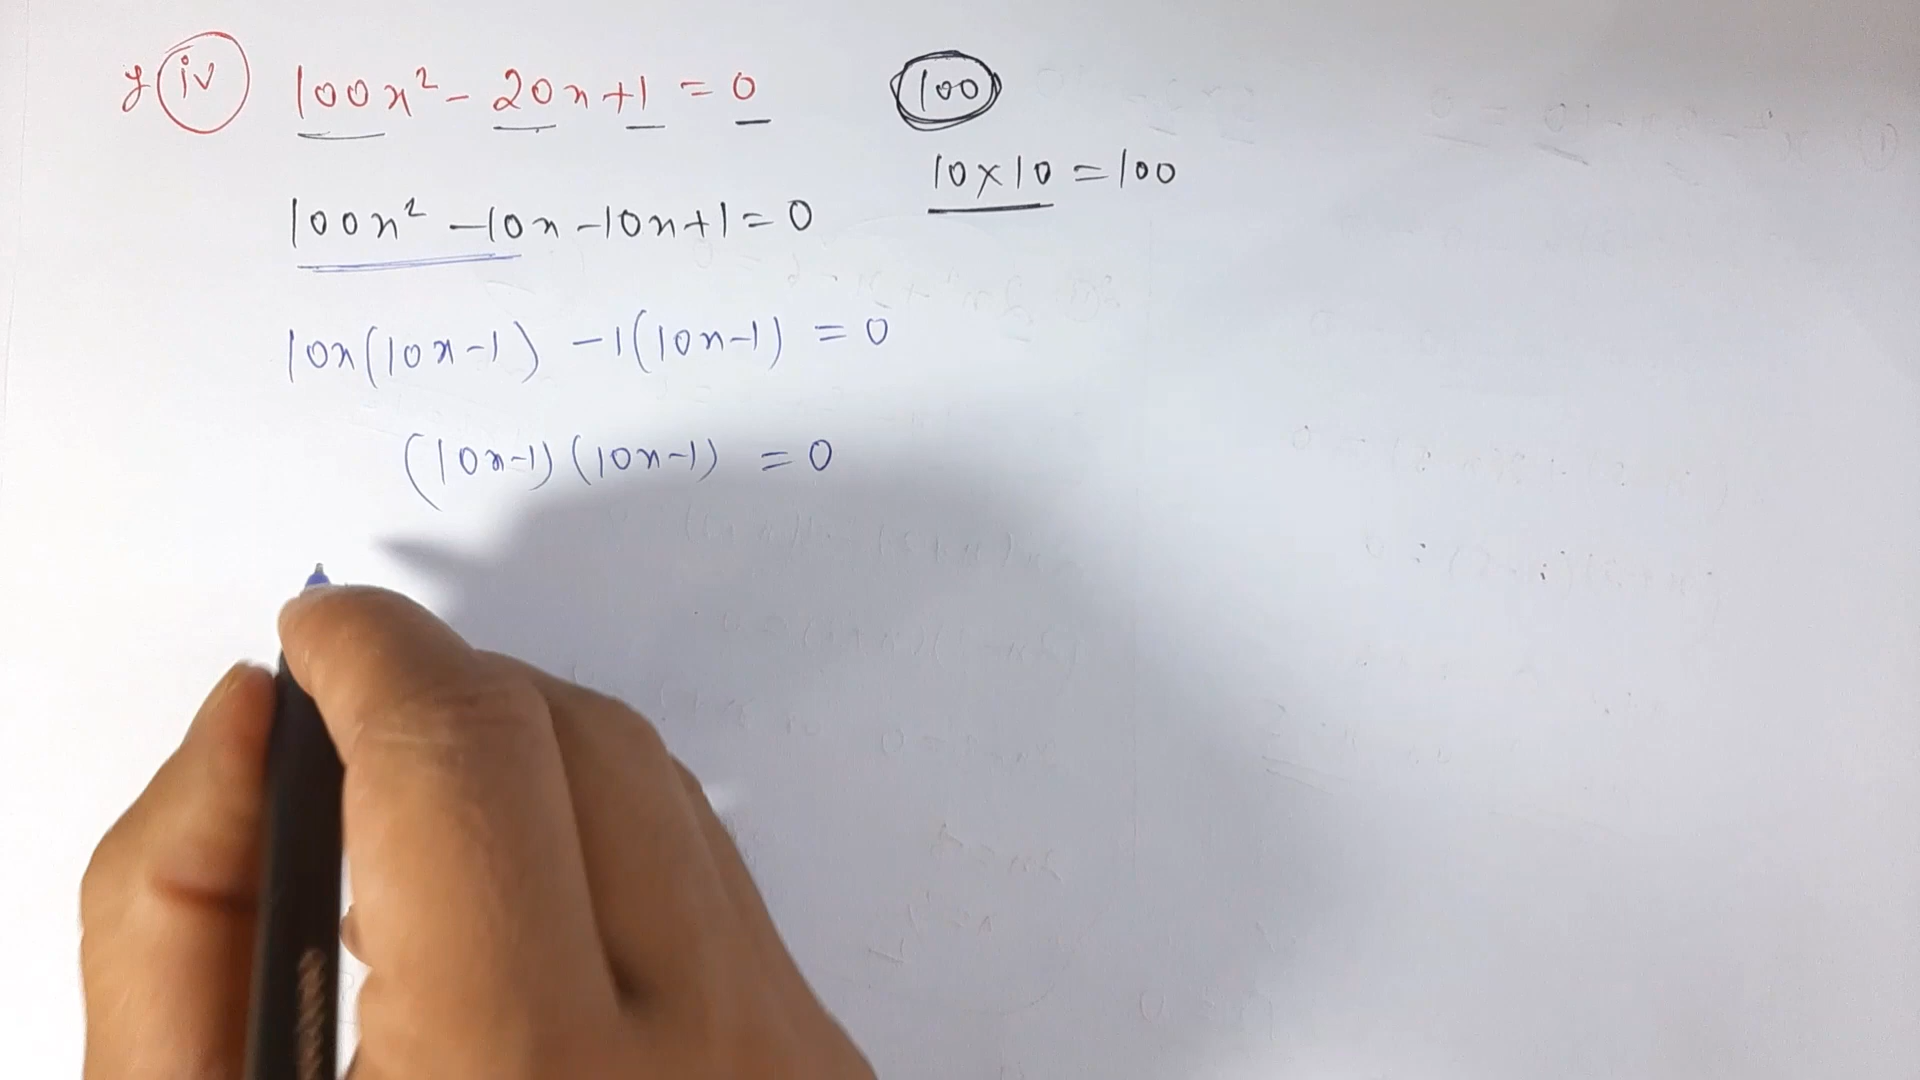 iv 100x² - 20x + 1 = 0
100
10 × 10 = 100
100x² - 10x - 10x + 1 = 0
10x(10x - 1) - 1(10x - 1) = 0
(10x - 1)(10x - 1) = 0